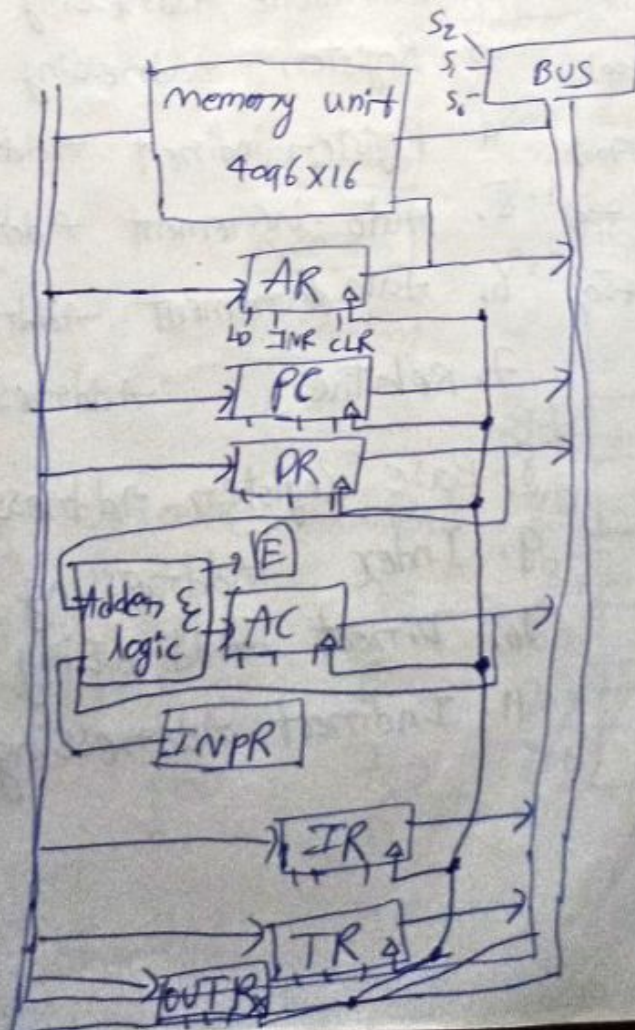 S2
S1
S0
BUS
Memory unit
4096X16
AR
LD INR CLR
PC
DR
E
Adder &
logic
AC
INPR
IR
TR
OUTR